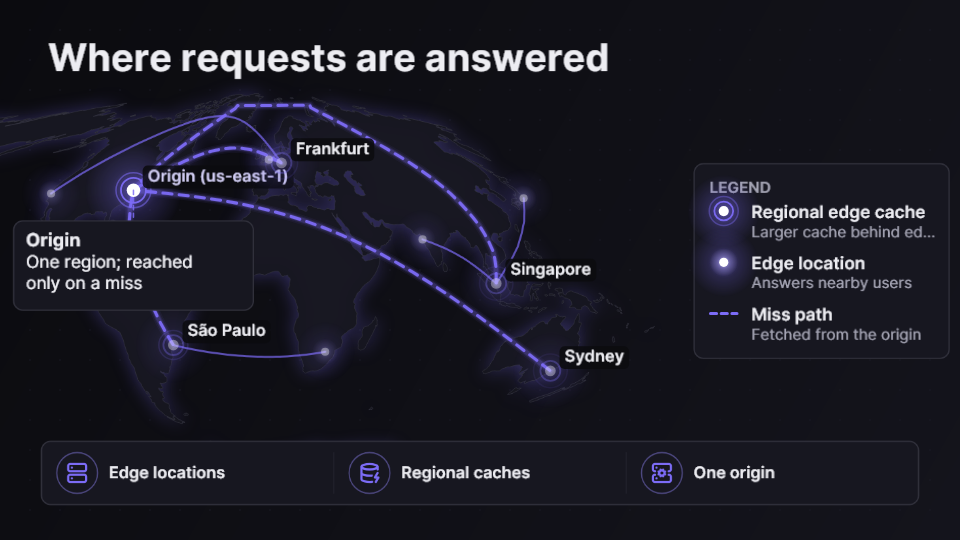 Where requests are answered
Frankfurt
Origin (us-east-1)
Origin
One region; reached
only on a miss
Singapore
São Paulo
Sydney
LEGEND
Regional edge cache
Larger cache behind ed...
Edge location
Answers nearby users
Miss path
Fetched from the origin
Edge locations
Regional caches
One origin